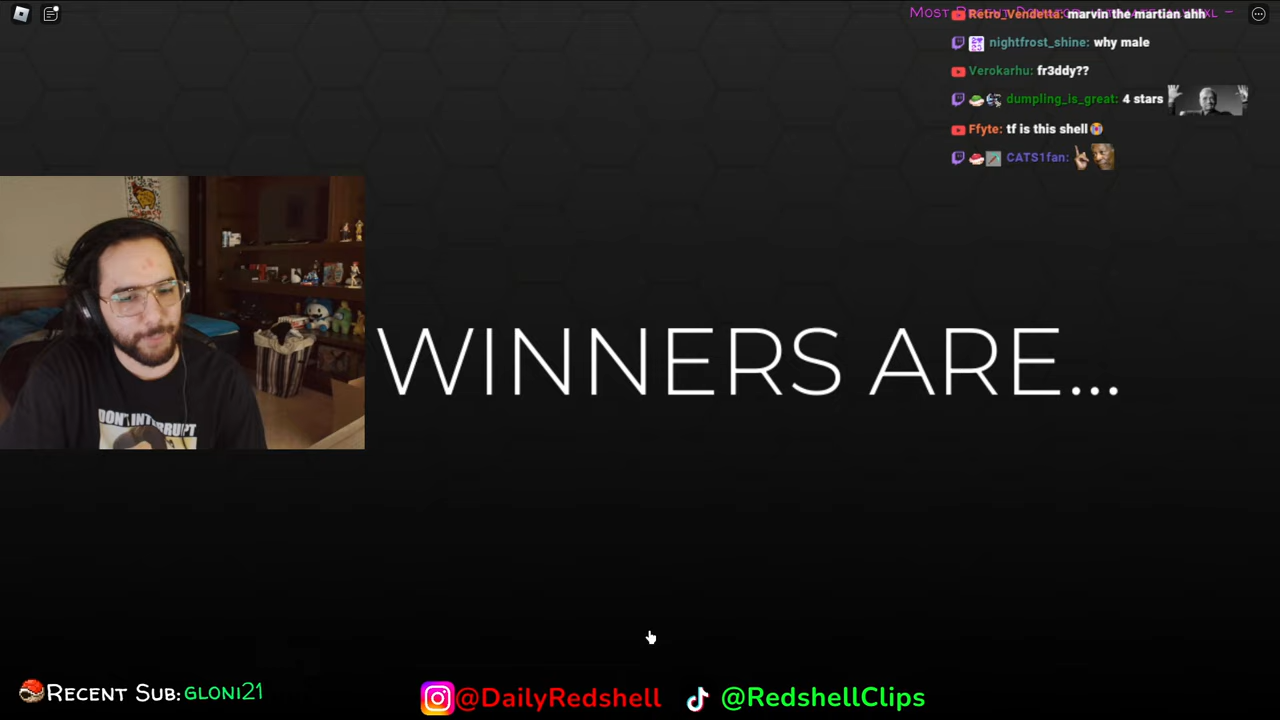 Retro_Vendetta: marvin the martian ahh
nightfrost_shine: why male
Verokarhu: fr3ddy??
dumpling_is_great: 4 stars
Ffyte: tf is this shell
CATS1fan:
WINNERS ARE...
DON'T INTERRUPT
RECENT SUB: GLONI21
@DailyRedshell
@RedshellClips